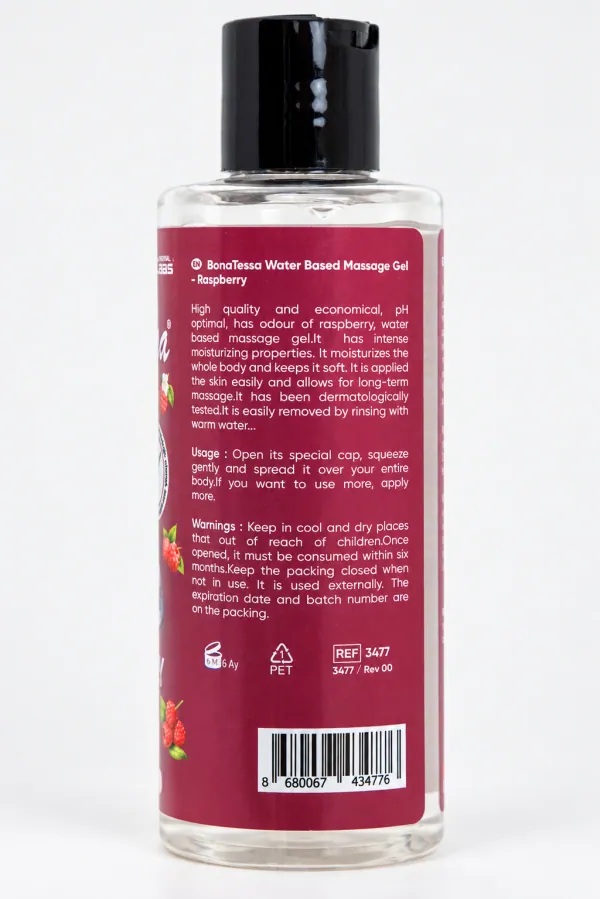 EN BonaTessa Water Based Massage Gel
- Raspberry
High quality and economical, pH
optimal, has odour of raspberry, water
based massage gel.It has intense
moisturizing properties. It moisturizes the
whole body and keeps it soft. It is applied
the skin easily and allows for long-term
massage.It has been dermatologically
tested.It is easily removed by rinsing with
warm water...
Usage : Open its special cap, squeeze
gently and spread it over your entire
body.If you want to use more, apply
more.
Warnings : Keep in cool and dry places
that out of reach of children.Once
opened, it must be consumed within six
months.Keep the packing closed when
not in use. It is used externally. The
expiration date and batch number are
on the packing.
6 M 6 Ay
1
PET
REF 3477
3477 / Rev 00
8 680067 434776